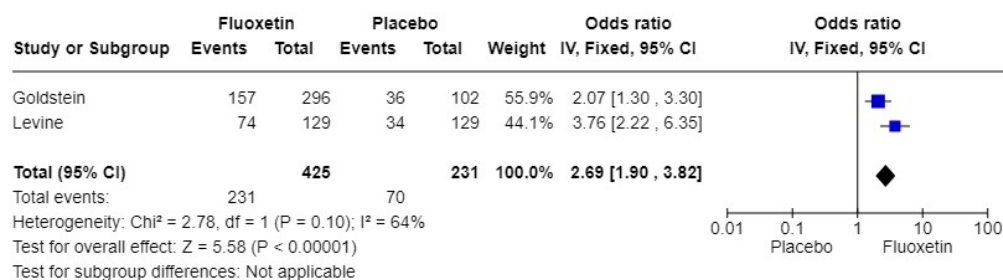 Fluoxetin Placebo Odds ratio Odds ratio
Study or Subgroup Events Total Events Total Weight IV, Fixed, 95% CI IV, Fixed, 95% CI
Goldstein 157 296 36 102 55.9% 2.07 [1.30 , 3.30]
Levine 74 129 34 129 44.1% 3.76 [2.22 , 6.35]
Total (95% CI) 425 231 100.0% 2.69 [1.90 , 3.82]
Total events: 231 70
Heterogeneity: Chi² = 2.78, df = 1 (P = 0.10); I² = 64%
Test for overall effect: Z = 5.58 (P < 0.00001)
Test for subgroup differences: Not applicable
0.01 0.1 1 10 100
Placebo Fluoxetin